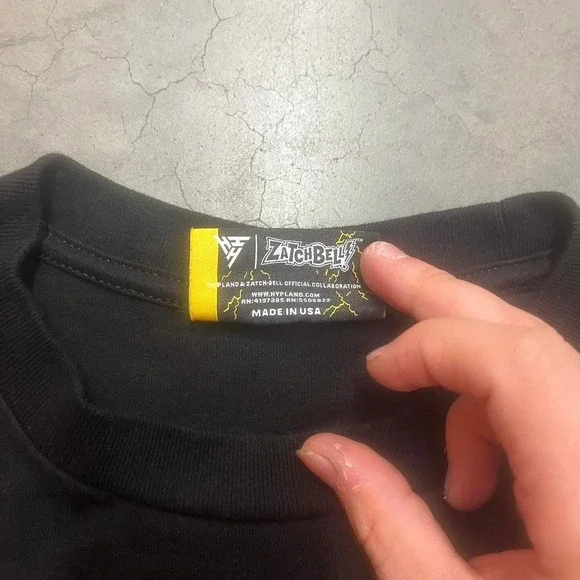 ZATCHBELL!
HYPLAND & ZATCH-BELL OFFICIAL COLLABORATION
WWW.HYPLAND.COM
MADE IN USA